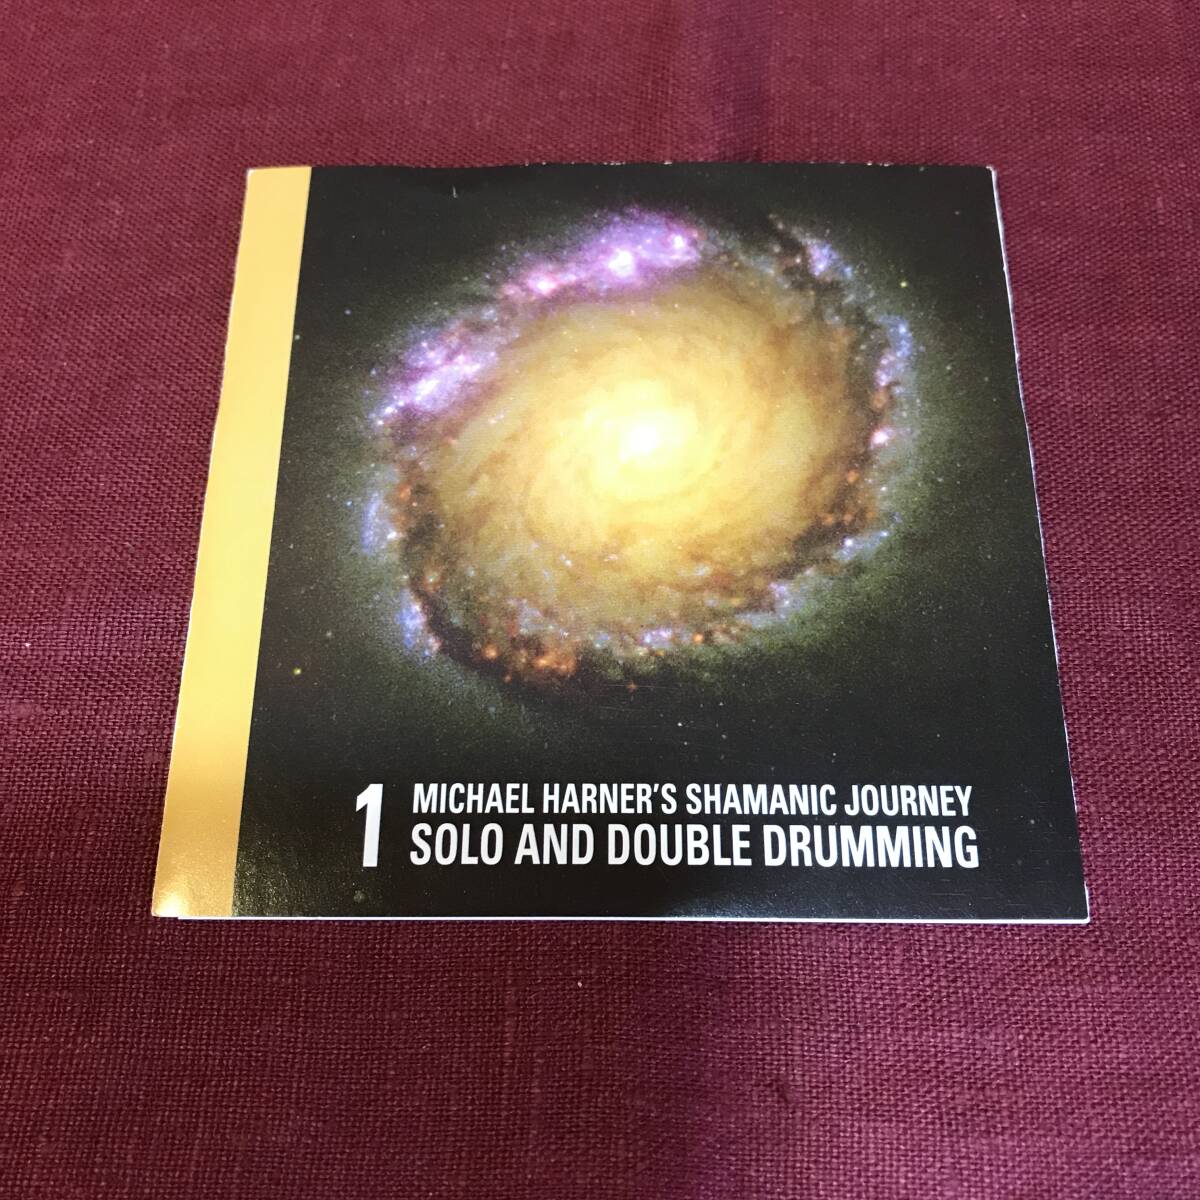 1 MICHAEL HARNER'S SHAMANIC JOURNEY
SOLO AND DOUBLE DRUMMING